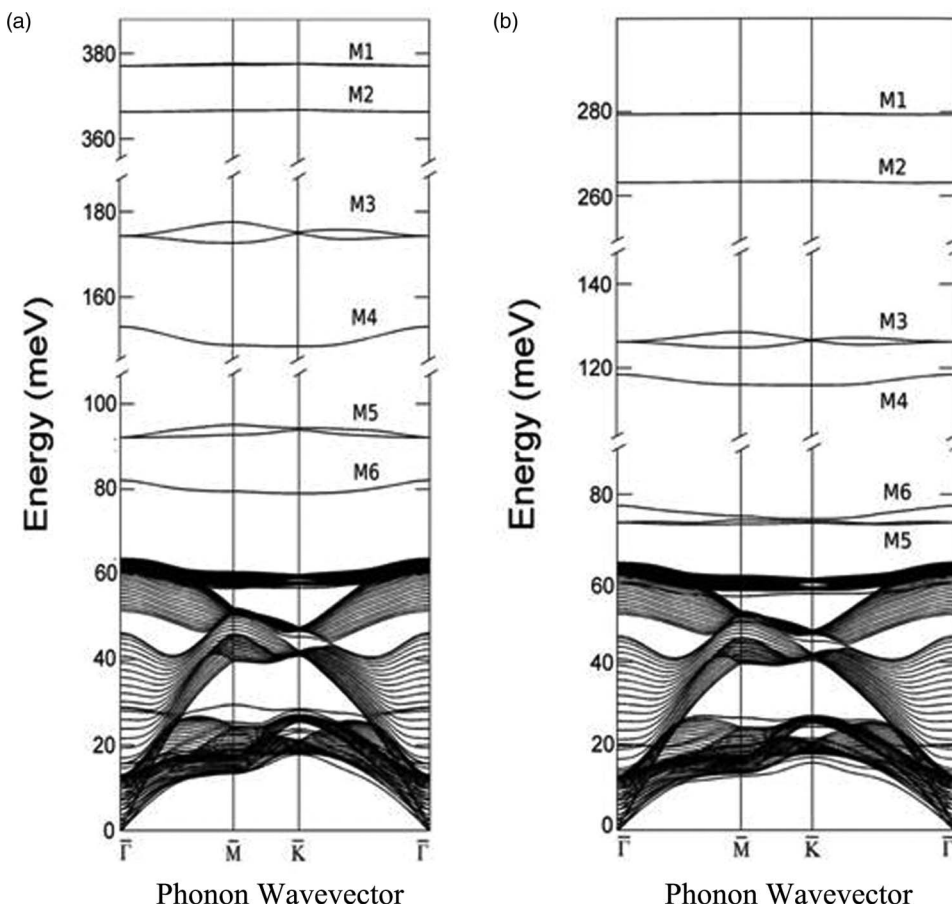 (a)
380
M1
M2
360
180
M3
160
M4
100
M5
M6
80
60
40
20
0
Energy (meV)
Γ̅ M̅ K̅ Γ̅
Phonon Wavevector
(b)
M1
280
M2
260
140
M3
120
M4
80
M6
M5
60
40
20
0
Energy (meV)
Γ̅ M̅ K̅ Γ̅
Phonon Wavevector